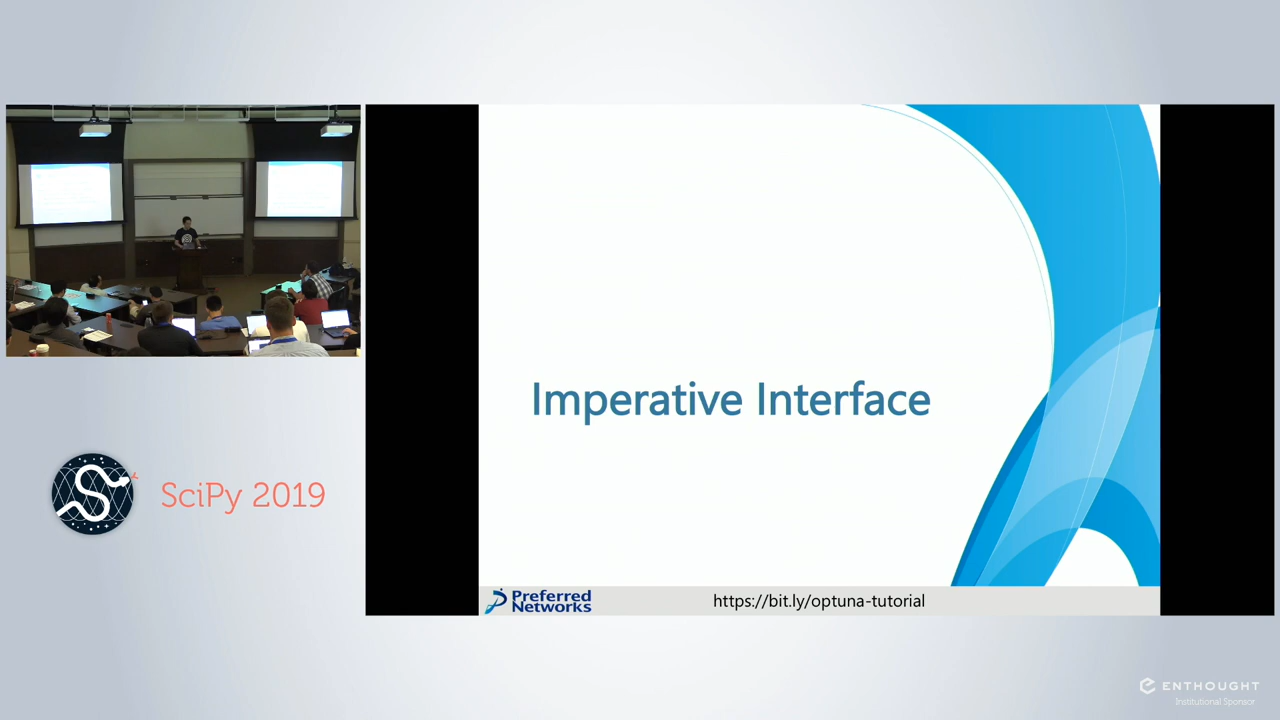 Imperative Interface
Preferred
Networks
https://bit.ly/optuna-tutorial
SciPy 2019
ENTHOUGHT
Institutional Sponsor